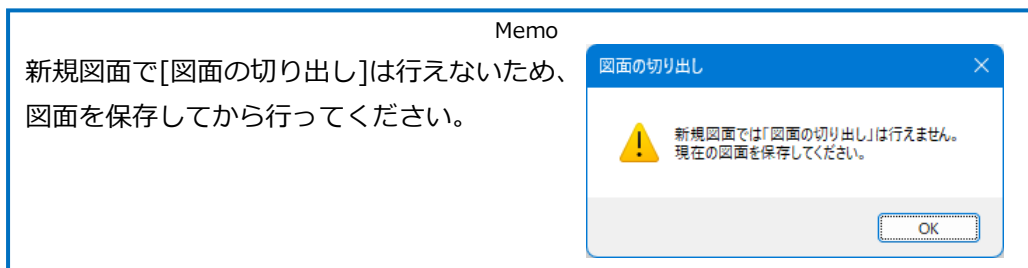 Memo
新規図面で[図面の切り出し]は行えないため、
図面を保存してから行ってください。
図面の切り出し
新規図面では「図面の切り出し」は行えません。
現在の図面を保存してください。
OK